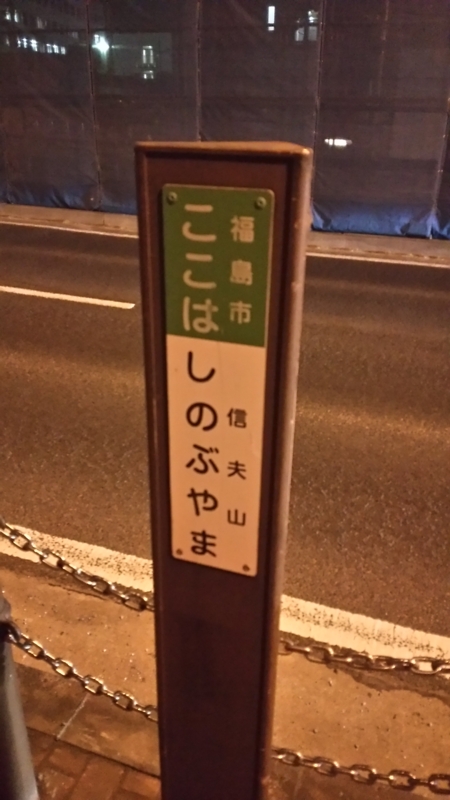 福島市
ここは
信夫山
しのぶやま